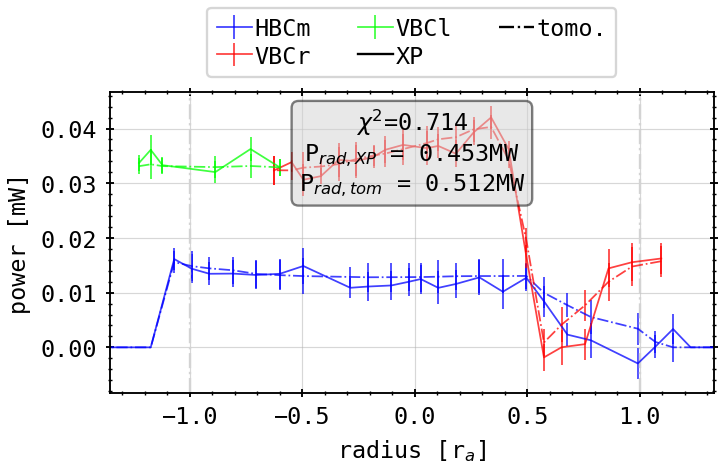 HBCm VBCl tomo.
VBCr XP
χ²=0.714
P_rad,XP = 0.453MW
P_rad,tom = 0.512MW
power [mW]
0.04
0.03
0.02
0.01
0.00
−1.0 −0.5 0.0 0.5 1.0
radius [r_a]